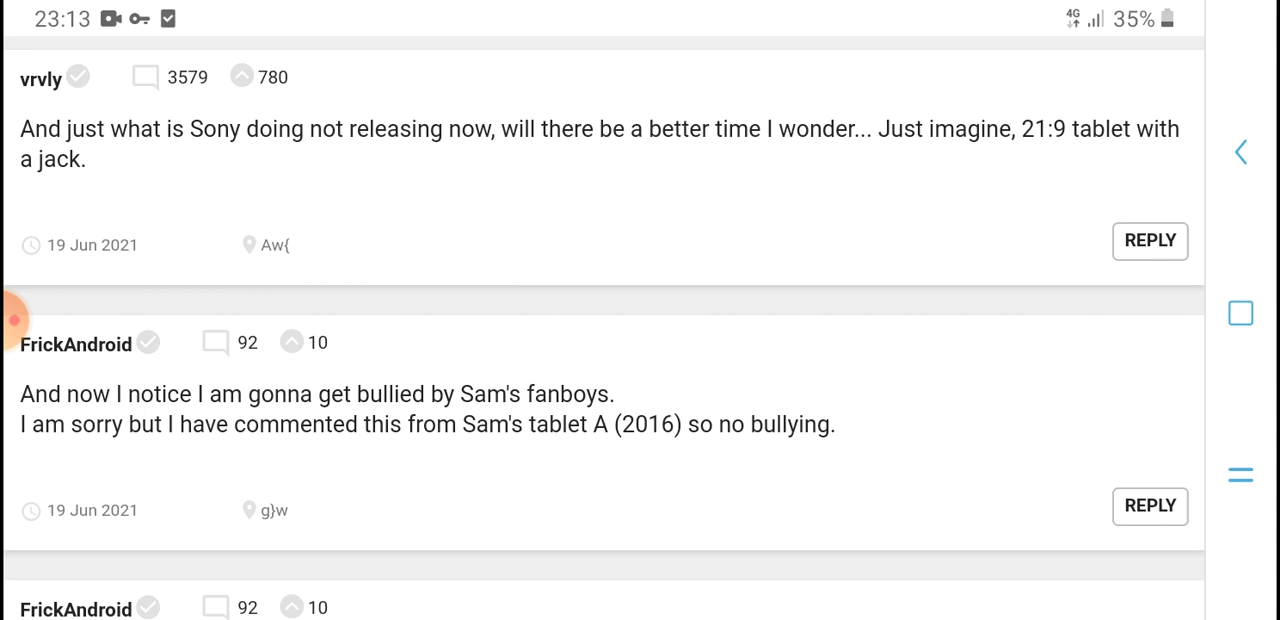 23:13 4G 35%
vrvly 3579 780
And just what is Sony doing not releasing now, will there be a better time I wonder... Just imagine, 21:9 tablet with
a jack.
19 Jun 2021 Aw{ REPLY
FrickAndroid 92 10
And now I notice I am gonna get bullied by Sam's fanboys.
I am sorry but I have commented this from Sam's tablet A (2016) so no bullying.
19 Jun 2021 g}w REPLY
FrickAndroid 92 10